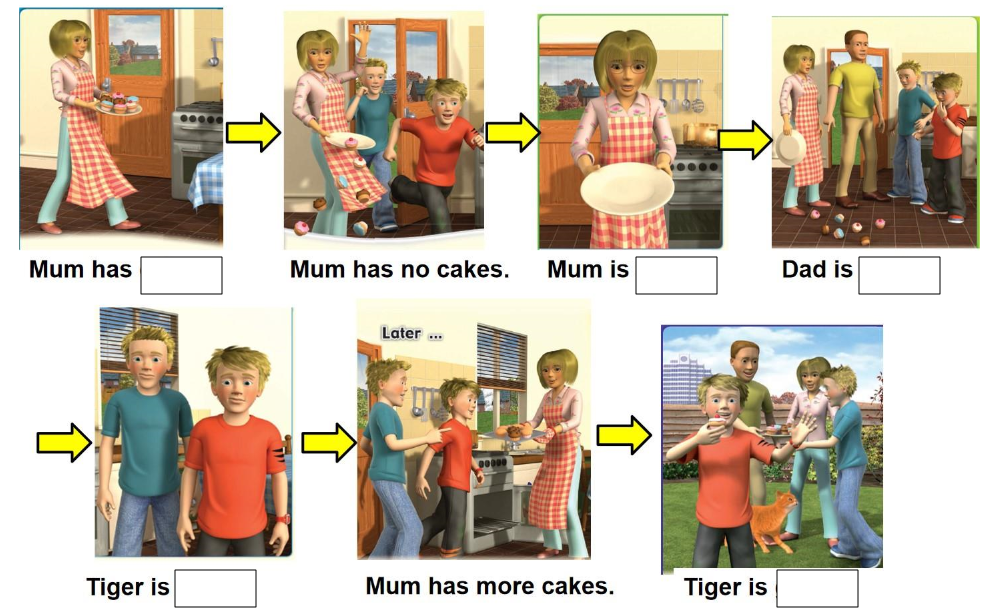 Mum has
Mum has no cakes.
Mum is
Dad is
Later ...
Tiger is
Mum has more cakes.
Tiger is